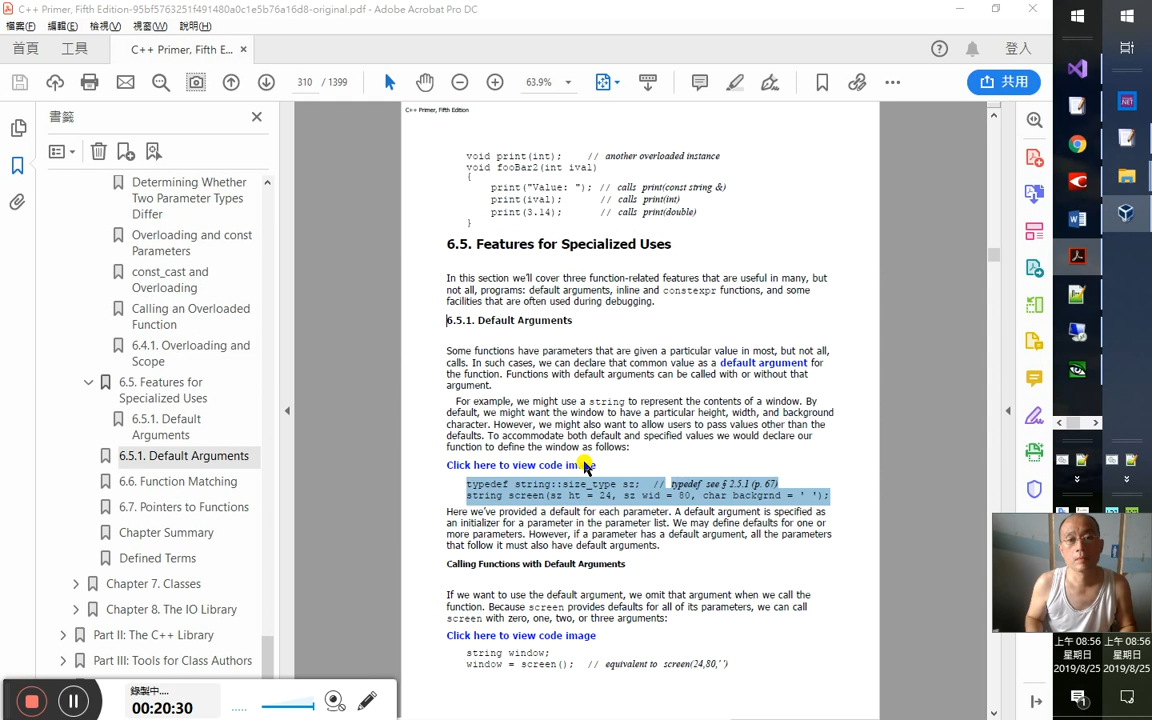 C++ Primer, Fifth Edition-95bf5763251f491480a0c1e5b76a16d8-original.pdf - Adobe Acrobat Pro DC
檔案(F) 編輯(E) 檢視(V) 視窗(W) 說明(H)
首頁 工具 C++ Primer, Fifth E... × 登入
310 / 1399 63.9% 共用
書籤
Determining Whether
Two Parameter Types
Differ
Overloading and const
Parameters
const_cast and
Overloading
Calling an Overloaded
Function
6.4.1. Overloading and
Scope
6.5. Features for
Specialized Uses
6.5.1. Default
Arguments
6.5.1. Default Arguments
6.6. Function Matching
6.7. Pointers to Functions
Chapter Summary
Defined Terms
Chapter 7. Classes
Chapter 8. The IO Library
Part II: The C++ Library
Part III: Tools for Class Authors
C++ Primer, Fifth Edition
void print(int); // another overloaded instance
void fooBar2(int ival)
{
print("Value: "); // calls print(const string &)
print(ival); // calls print(int)
print(3.14); // calls print(double)
}
6.5. Features for Specialized Uses
In this section we'll cover three function-related features that are useful in many, but
not all, programs: default arguments, inline and constexpr functions, and some
facilities that are often used during debugging.
6.5.1. Default Arguments
Some functions have parameters that are given a particular value in most, but not all,
calls. In such cases, we can declare that common value as a default argument for
the function. Functions with default arguments can be called with or without that
argument.
For example, we might use a string to represent the contents of a window. By
default, we might want the window to have a particular height, width, and background
character. However, we might also want to allow users to pass values other than the
defaults. To accommodate both default and specified values we would declare our
function to define the window as follows:
Click here to view code image
typedef string::size_type sz; // typedef see § 2.5.1 (p. 67)
string screen(sz ht = 24, sz wid = 80, char backgrnd = ' ');
Here we've provided a default for each parameter. A default argument is specified as
an initializer for a parameter in the parameter list. We may define defaults for one or
more parameters. However, if a parameter has a default argument, all the parameters
that follow it must also have default arguments.
Calling Functions with Default Arguments
If we want to use the default argument, we omit that argument when we call the
function. Because screen provides defaults for all of its parameters, we can call
screen with zero, one, two, or three arguments:
Click here to view code image
string window;
window = screen(); // equivalent to screen(24,80,' ')
錄製中....
00:20:30
上午 08:56 上午 08:56
星期日 星期日
2019/8/25 2019/8/25